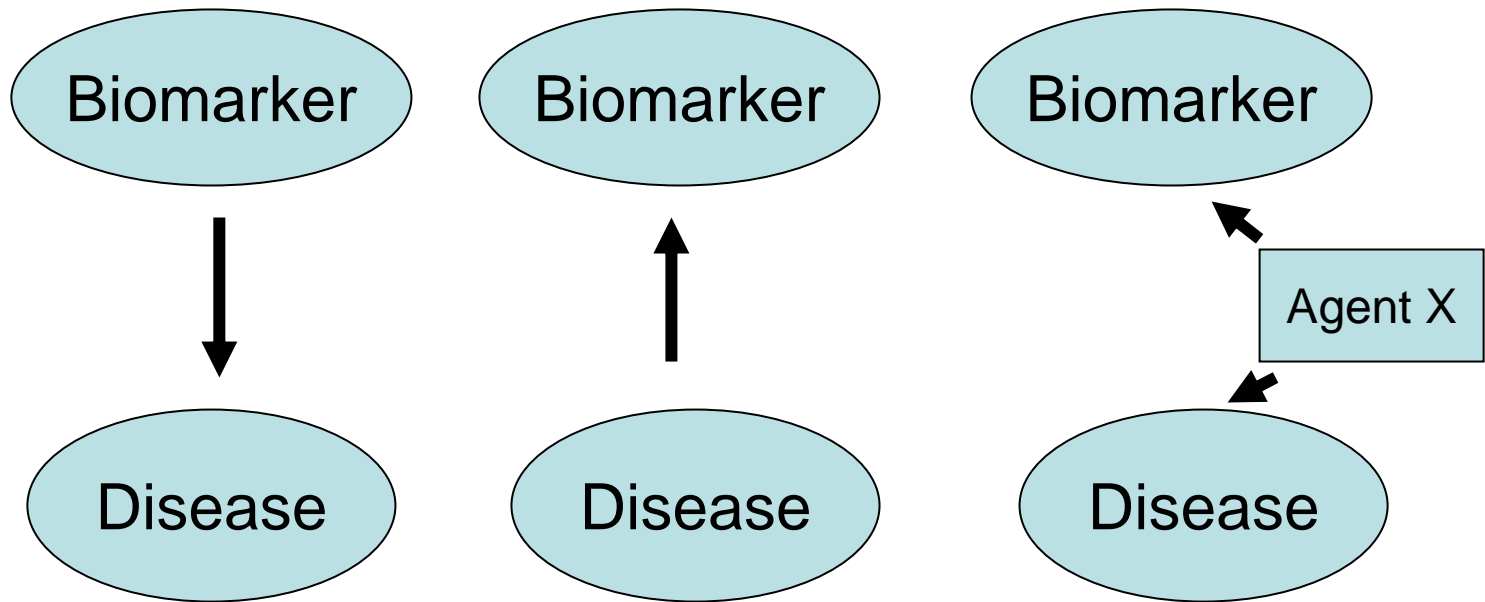 Biomarker
Biomarker
Biomarker
Agent X
Disease
Disease
Disease